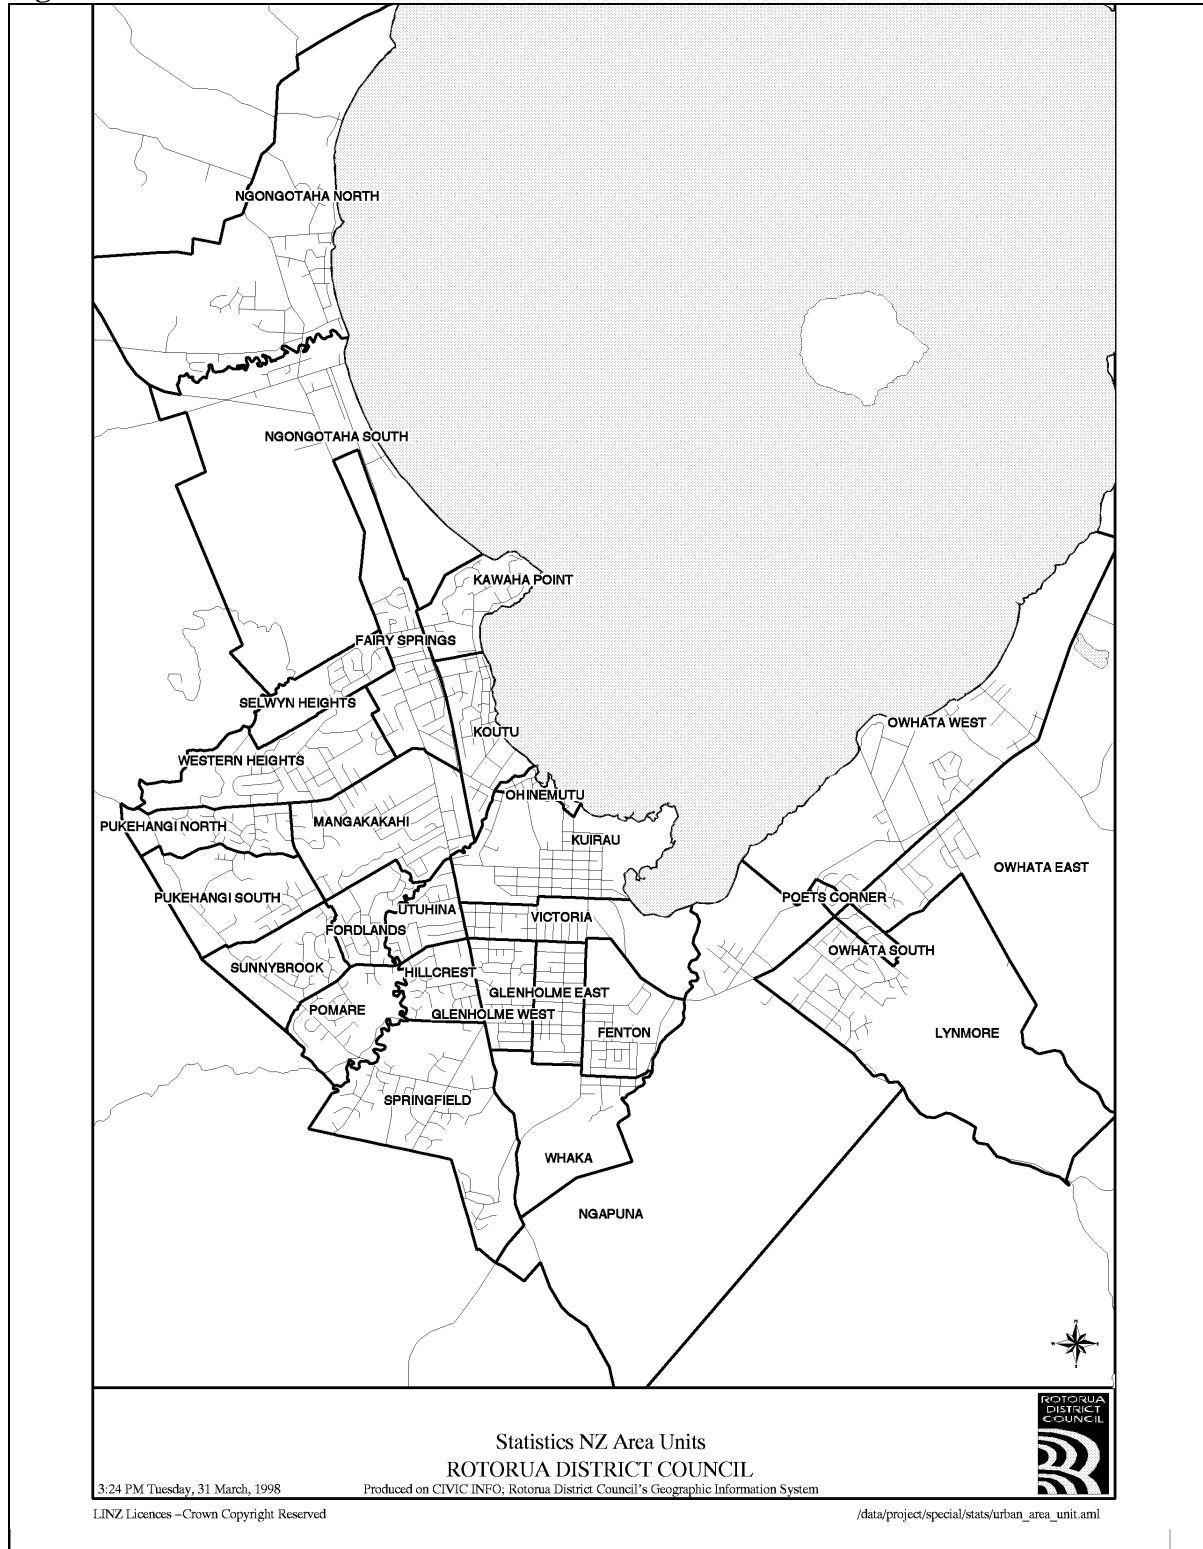 NGONGOTAHA NORTH
NGONGOTAHA SOUTH
KAWAHA POINT
FAIRY SPRINGS
SELWYN HEIGHTS
OWHATA WEST
KOUTU
WESTERN HEIGHTS
OHINEMUTU
PUKEHANGI NORTH
MANGAKAKAHI
KUIRAU
OWHATA EAST
PUKEHANGI SOUTH
POETS CORNER
UTUHINA
VICTORIA
FORDLANDS
OWHATA SOUTH
SUNNYBROOK
HILLCREST
GLENHOLME EAST
POMARE
GLENHOLME WEST
FENTON
LYNMORE
SPRINGFIELD
WHAKA
NGAPUNA
N
W
E
S
ROTORUA
DISTRICT
COUNCIL
Statistics NZ Area Units
ROTORUA DISTRICT COUNCIL
3:24 PM Tuesday, 31 March, 1998
Produced on CIVIC INFO; Rotorua District Council's Geographic Information System
LINZ Licences –Crown Copyright Reserved
/data/project/special/stats/urban_area_unit.aml